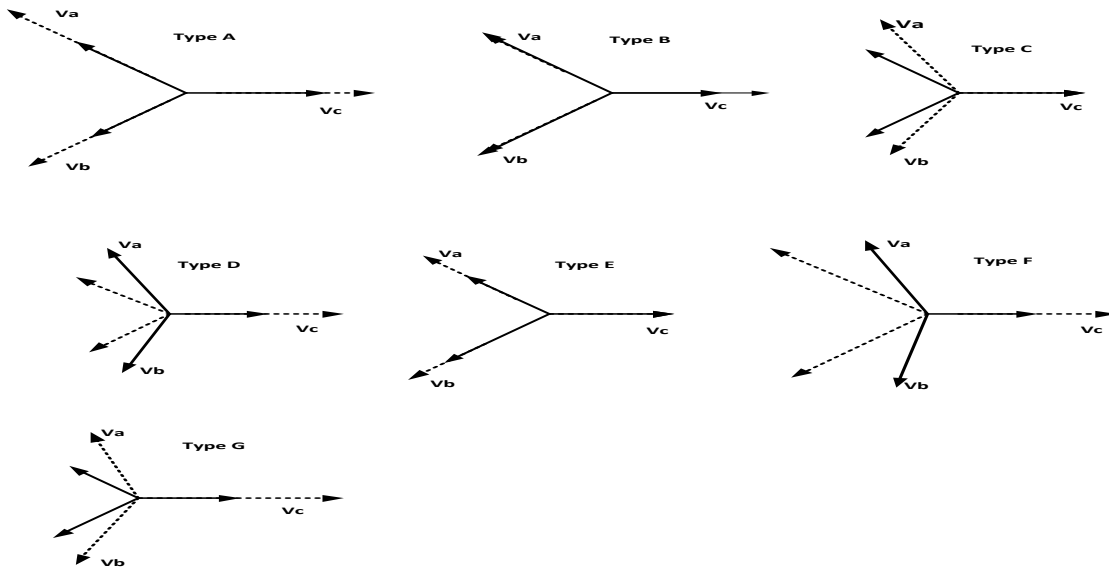 Va
Type A
Vc
Vb
Va
Type B
Vc
Vb
Va
Type C
Vc
Vb
Va
Type D
Vc
Vb
Va
Type E
Vc
Vb
Va
Type F
Vc
Vb
Va
Type G
Vc
Vb